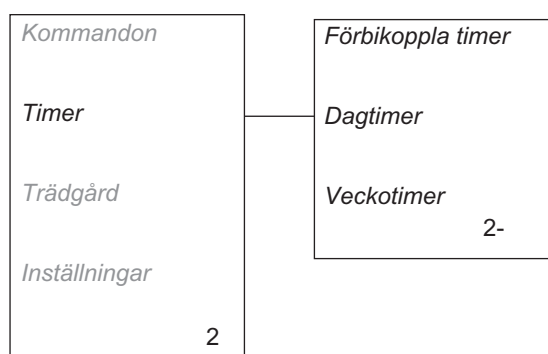 Kommandon
Timer
Trädgård
Inställningar
2
Förbikoppla timer
Dagtimer
Veckotimer
2-